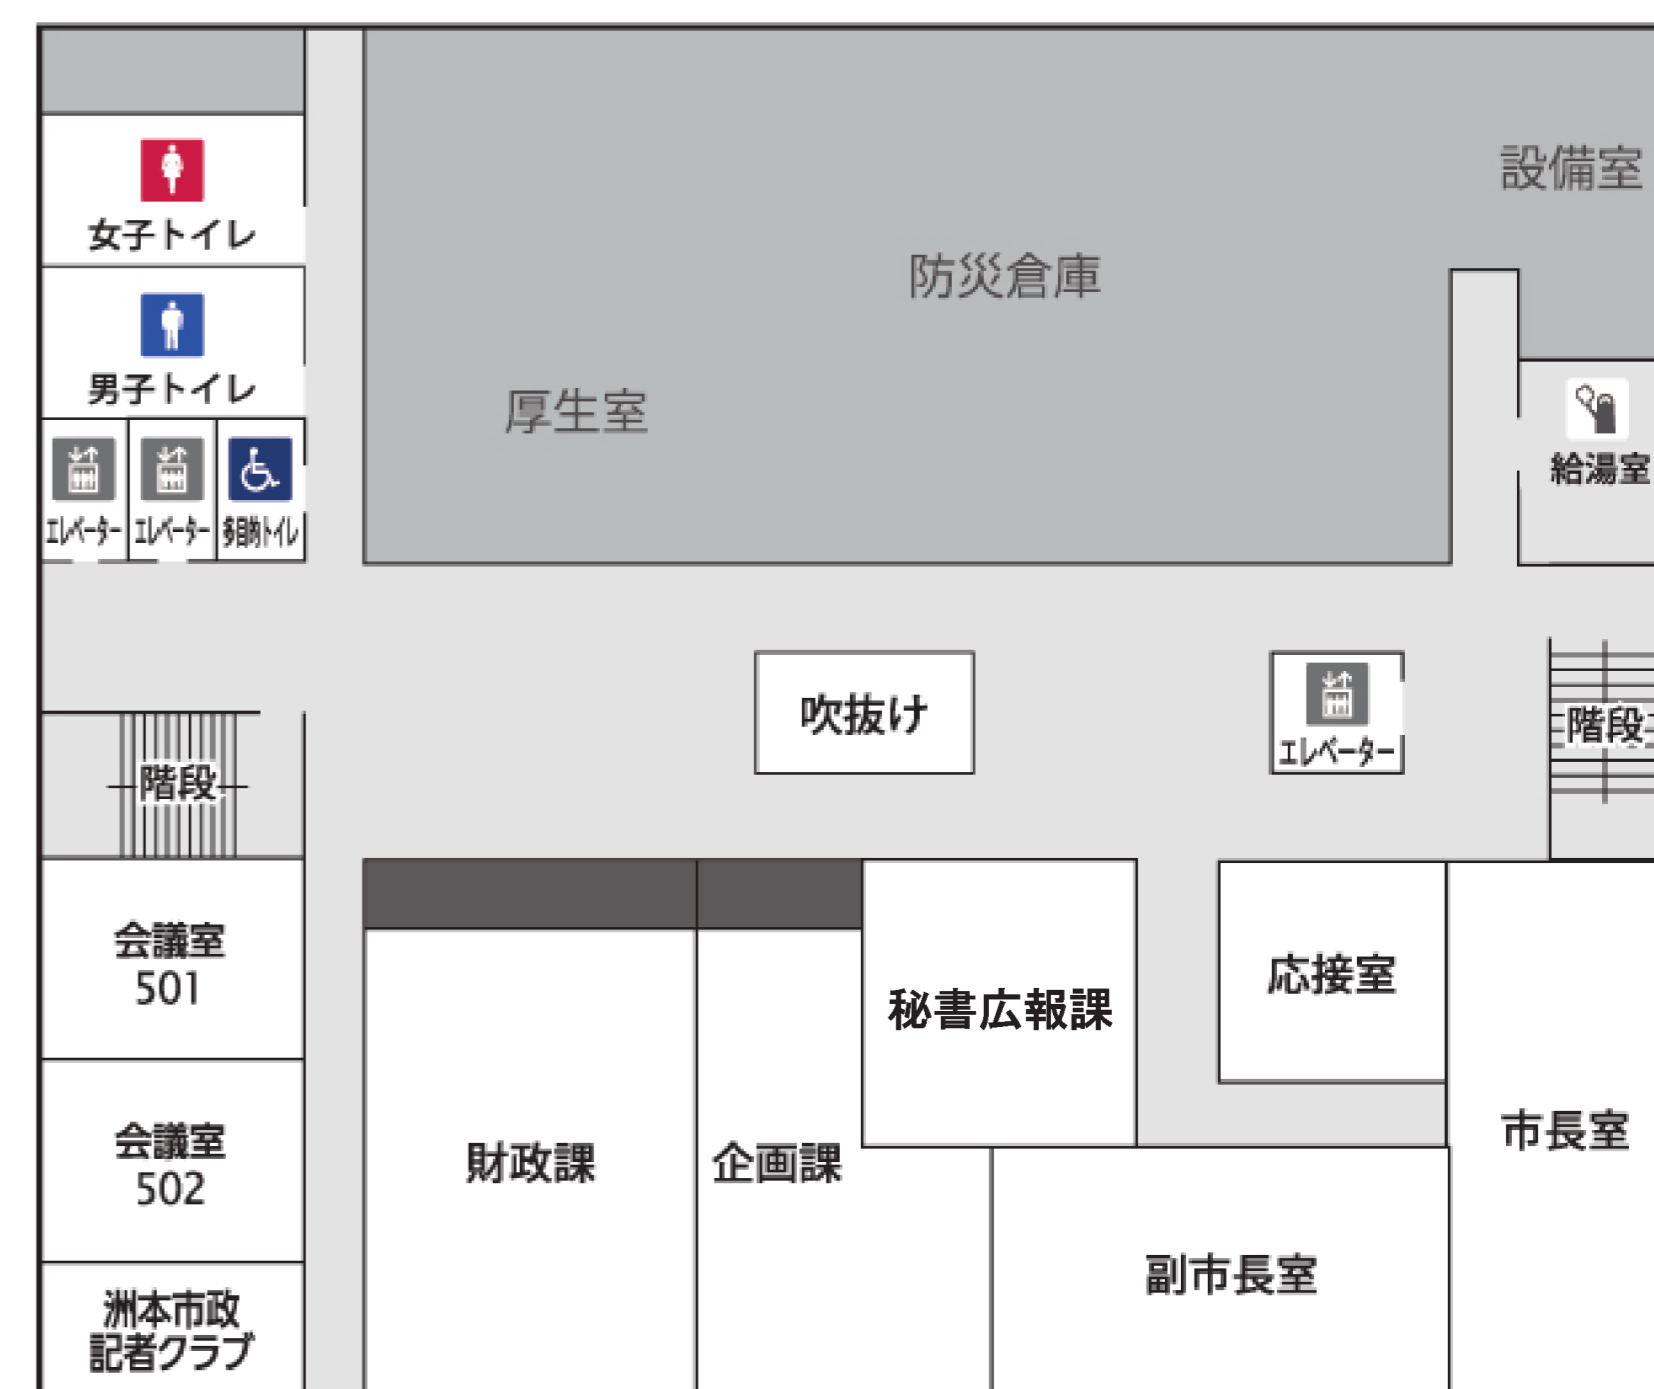 設備室
女子トイレ
防災倉庫
男子トイレ
厚生室
給湯室
エレベーター
エレベーター
多目的トイレ
吹抜け
エレベーター
階段
階段
会議室
501
応接室
秘書広報課
会議室
502
財政課
企画課
市長室
副市長室
洲本市政
記者クラブ